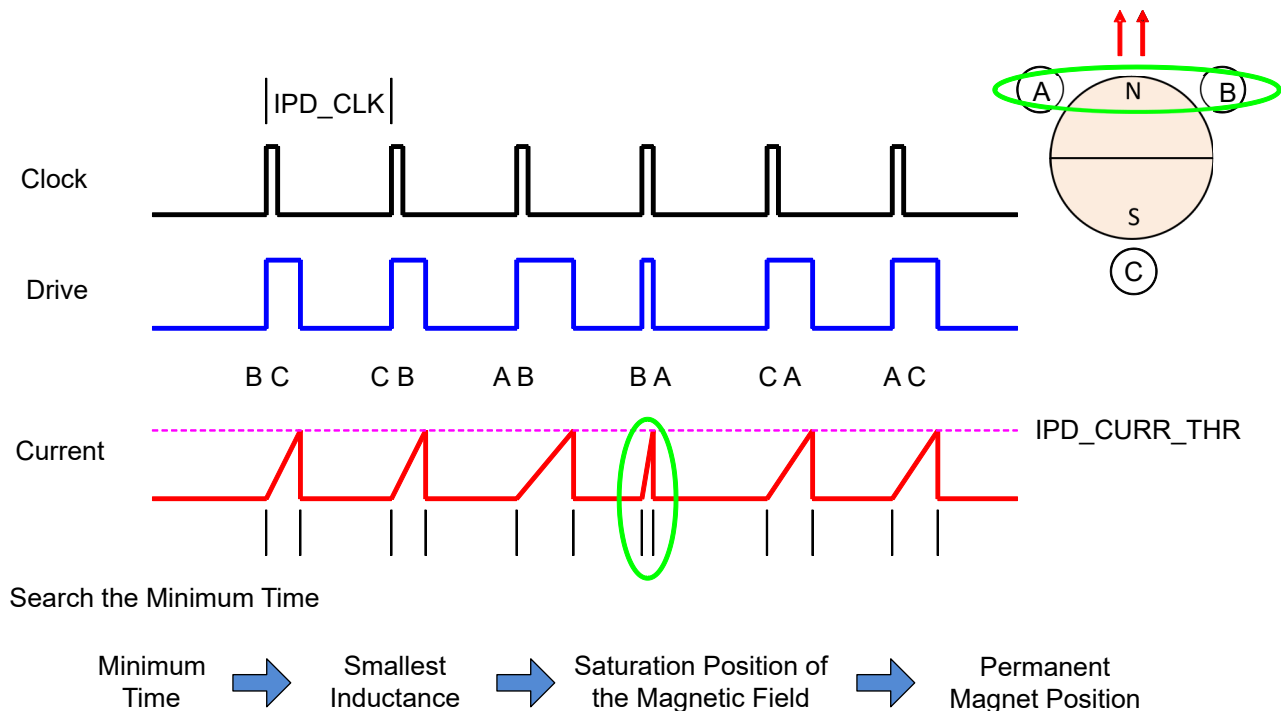 IPD_CLK
A
N
B
Clock
S
C
Drive
B C
C B
A B
B A
C A
A C
IPD_CURR_THR
Current
Search the Minimum Time
Minimum
Time
Smallest
Inductance
Saturation Position of
the Magnetic Field
Permanent
Magnet Position